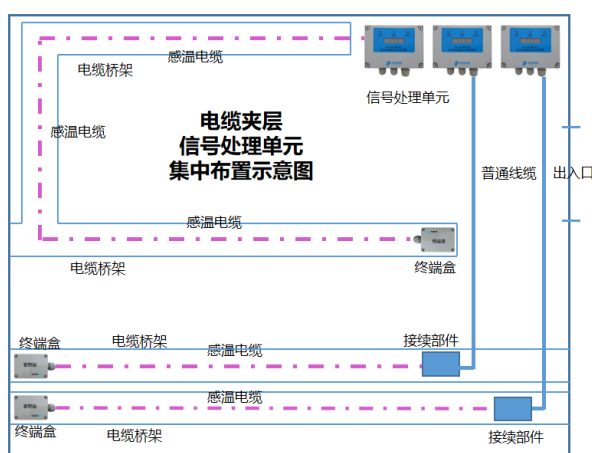 感温电缆
电缆桥架
信号处理单元
感温电缆
电缆夹层
信号处理单元
集中布置示意图
普通线缆
出入口
感温电缆
电缆桥架
终端盒
终端盒
电缆桥架
感温电缆
接续部件
感温电缆
终端盒
电缆桥架
接续部件